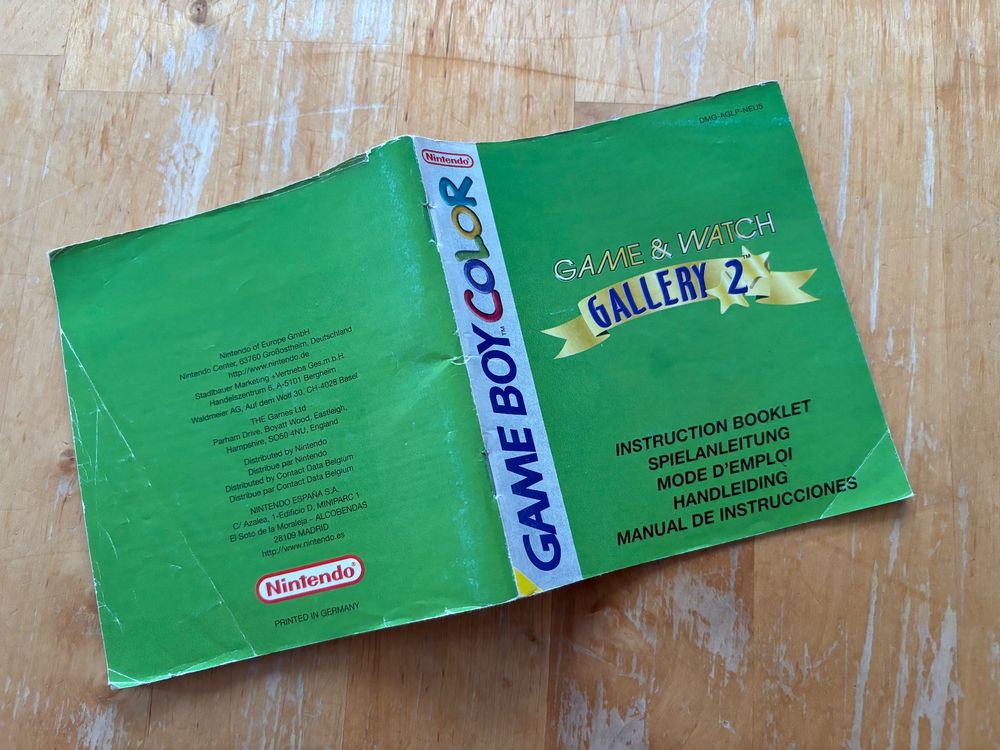 Nintendo of Europe GmbH
Nintendo Center, 63760 Großostheim, Deutschland
http://www.nintendo.de
Stadlbauer Marketing +Vertriebs Ges.m.b.H.
Handelszentrum 6, A-5101 Bergheim
Waldmeier AG, Auf dem Wolf 30, CH-4028 Basel
THE Games Ltd
Parham Drive, Boyatt Wood, Eastleigh,
Hampshire, SO50 4NU, England
Distributed by Nintendo
Distribue par Nintendo
Distributed by Contact Data Belgium
Distribue par Contact Data Belgium
NINTENDO ESPAÑA S.A.
C/ Azalea, 1-Edificio D, MINIPARC 1
El Soto de la Moraleja – ALCOBENDAS
28109 MADRID
http://www.nintendo.es
Nintendo®
PRINTED IN GERMANY
Nintendo®
GAME BOY COLOR™
DMG-AGLP-NEU5
GAME & WATCH
GALLERY 2™
INSTRUCTION BOOKLET
SPIELANLEITUNG
MODE D'EMPLOI
HANDLEIDING
MANUAL DE INSTRUCCIONES